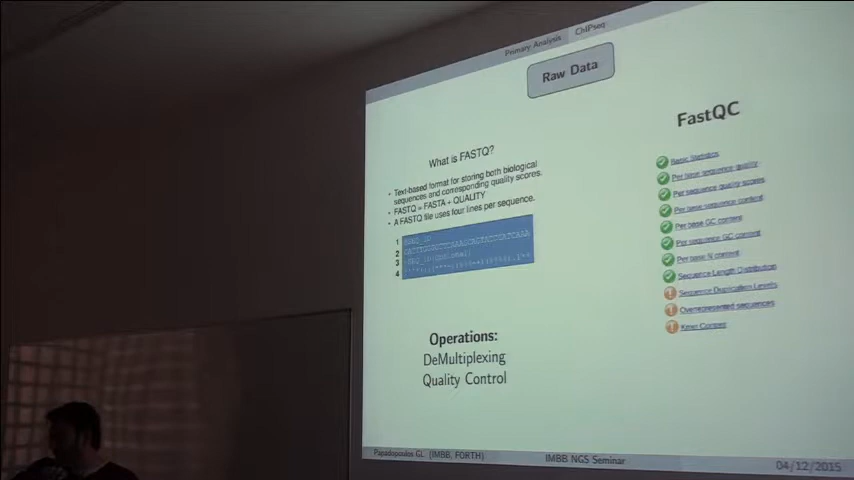 Primary Analysis ChIPseq
Raw Data
What is FASTQ?
• Text-based format for storing both biological
sequences and corresponding quality scores.
• FASTQ = FASTA + QUALITY
• A FASTQ file uses four lines per sequence.
1
2
3
4
Operations:
DeMultiplexing
Quality Control
FastQC
Basic Statistics
Per base sequence quality
Per sequence quality scores
Per base sequence content
Per base GC content
Per sequence GC content
Per base N content
Sequence Length Distribution
Sequence Duplication Levels
Overrepresented sequences
Kmer Content
Papadopoulos GL. (IMBB, FORTH)
IMBB NGS Seminar
04/12/2015